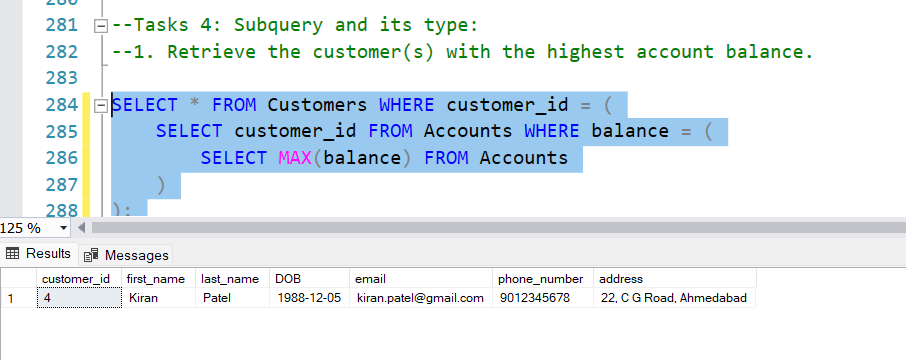 280
281 --Tasks 4: Subquery and its type:
282 --1. Retrieve the customer(s) with the highest account balance.
283
284 SELECT * FROM Customers WHERE customer_id = (
285 SELECT customer_id FROM Accounts WHERE balance = (
286 SELECT MAX(balance) FROM Accounts
287 )
288 );
125 %
Results Messages
customer_id first_name last_name DOB email phone_number address
1 4 Kiran Patel 1988-12-05 kiran.patel@gmail.com 9012345678 22, C G Road, Ahmedabad